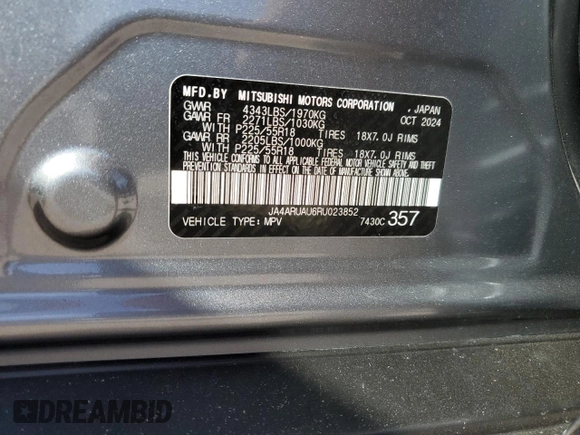 MFD.BY MITSUBISHI MOTORS CORPORATION , JAPAN
GVWR 4343LBS/1970KG OCT 2024
GAWR FR 2271LBS/1030KG
WITH P225/55R18 TIRES 18X7.0J RIMS
GAWR RR 2205LBS/1000KG
WITH P225/55R18 TIRES 18X7.0J RIMS
THIS VEHICLE CONFORMS TO ALL APPLICABLE FEDERAL MOTOR VEHICLE SAFETY AND THEFT
PREVENTION STANDARDS IN EFFECT ON THE DATE OF MANUFACTURE SHOWN ABOVE.
JA4ARUAU6RU023852
VEHICLE TYPE: MPV 7430C 357
DREAMBID